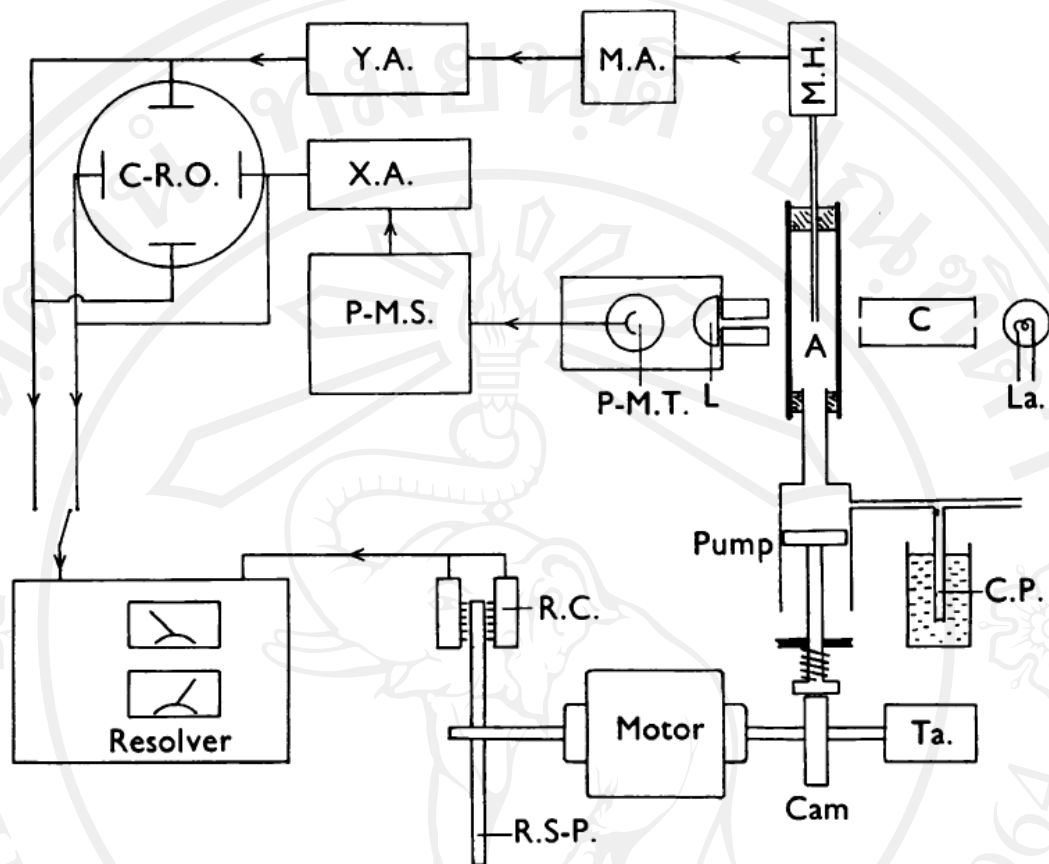 Y.A.
M.A.
M.H.
C-R.O.
X.A.
P-M.S.
P-M.T.
L
A
C
La.
Pump
C.P.
R.C.
Resolver
Motor
Ta.
Cam
R.S-P.